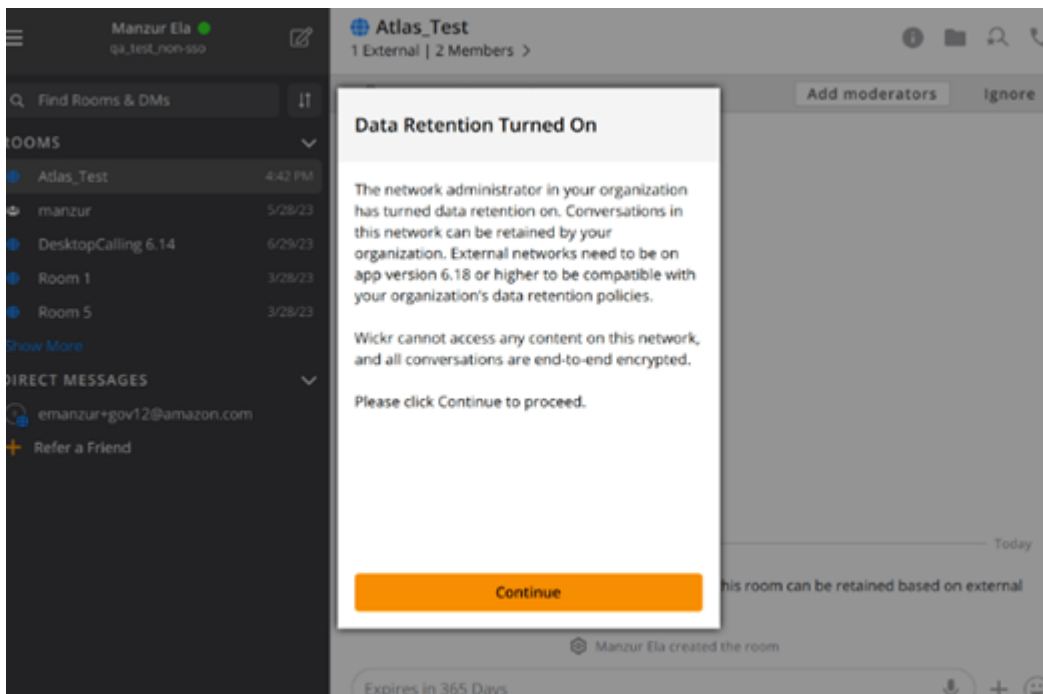 Manzur Ela
qa_test_non-sso
Find Rooms & DMs
ROOMS
Atlas_Test 4:42 PM
manzur 5/28/23
DesktopCalling 6.14 6/29/23
Room 1 3/28/23
Room 5 3/28/23
Show More
DIRECT MESSAGES
emanzur+gov12@amazon.com
Refer a Friend
Atlas_Test
1 External | 2 Members >
Add moderators Ignore
Data Retention Turned On
The network administrator in your organization
has turned data retention on. Conversations in
this network can be retained by your
organization. External networks need to be on
app version 6.18 or higher to be compatible with
your organization's data retention policies.
Wickr cannot access any content on this network,
and all conversations are end-to-end encrypted.
Please click Continue to proceed.
Continue
Today
his room can be retained based on external
Manzur Ela created the room
Expires in 365 Days